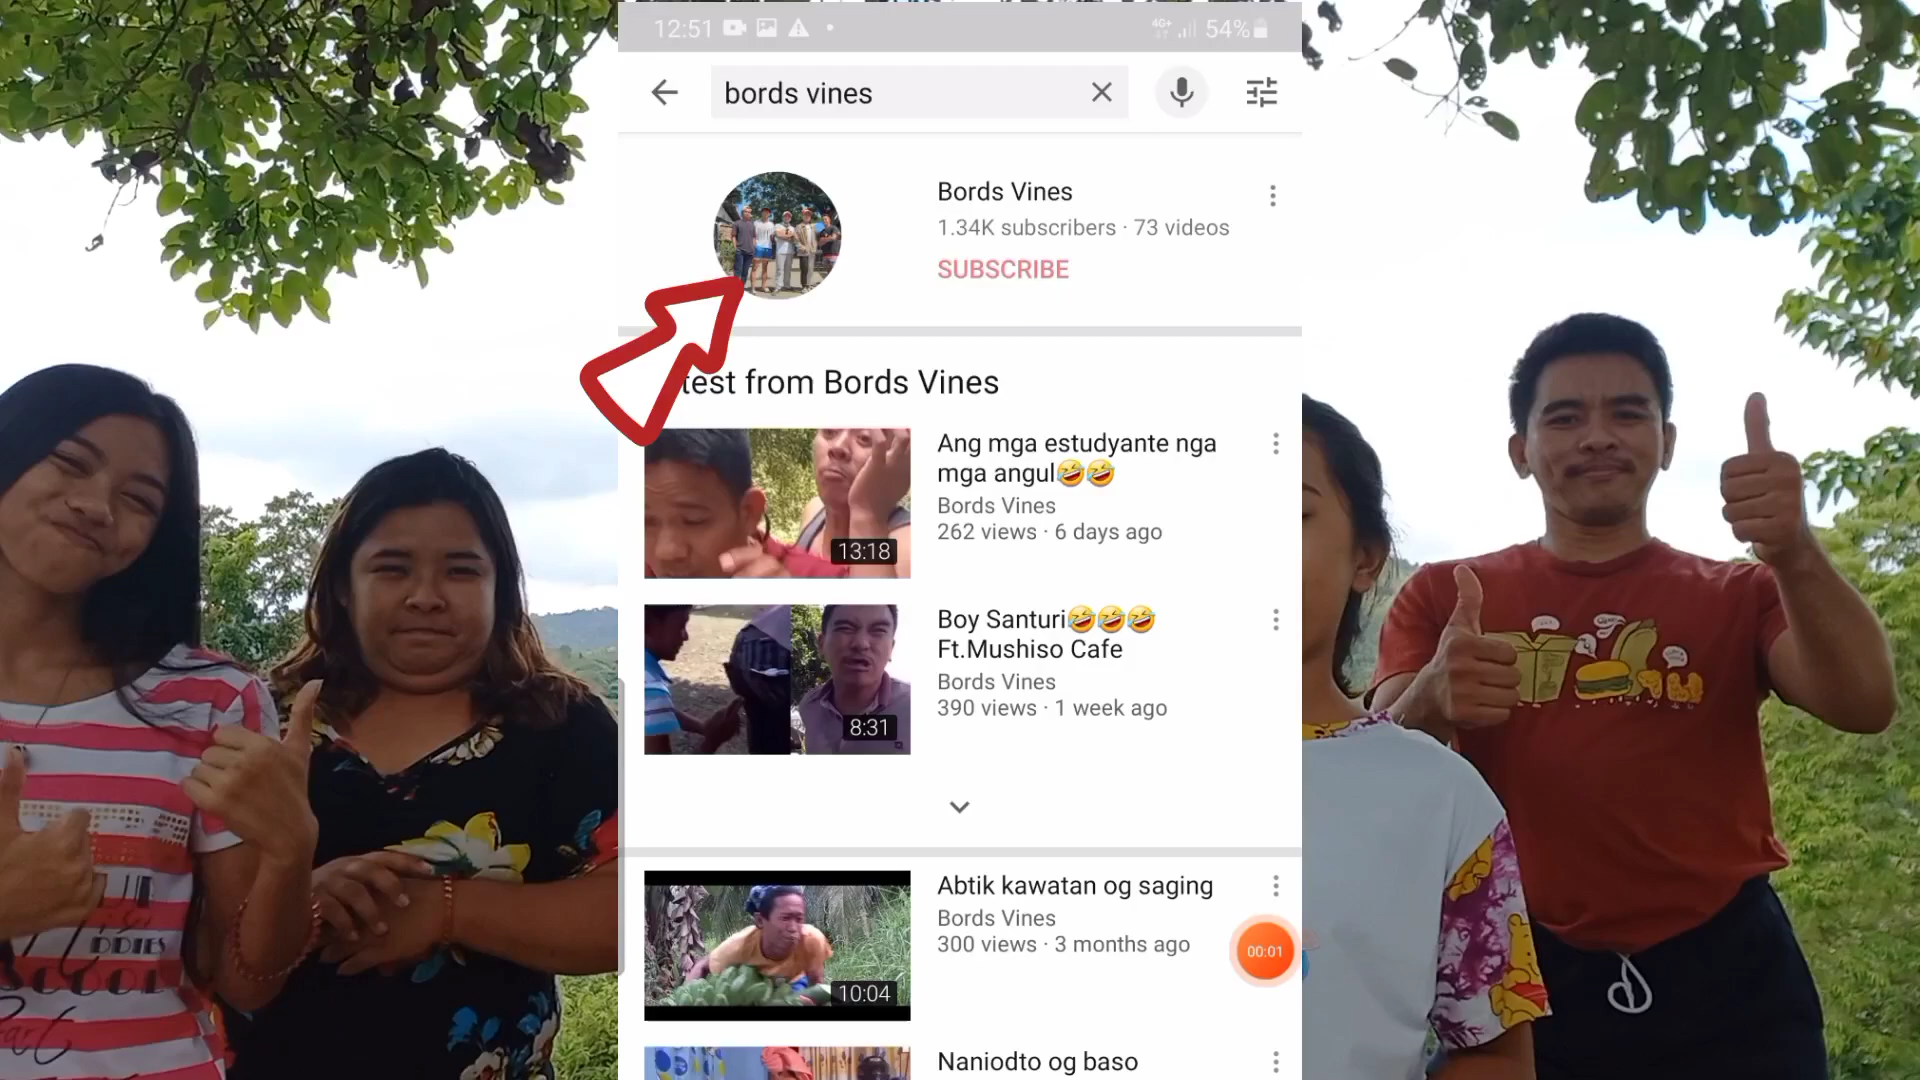 12:51
4G+
54%
bords vines
Bords Vines
1.34K subscribers · 73 videos
SUBSCRIBE
test from Bords Vines
Ang mga estudyante nga
mga angul🤣🤣
Bords Vines
262 views · 6 days ago
13:18
Boy Santuri🤣🤣🤣
Ft.Mushiso Cafe
Bords Vines
390 views · 1 week ago
8:31
Abtik kawatan og saging
Bords Vines
300 views · 3 months ago
10:04
00:01
Naniodto og baso